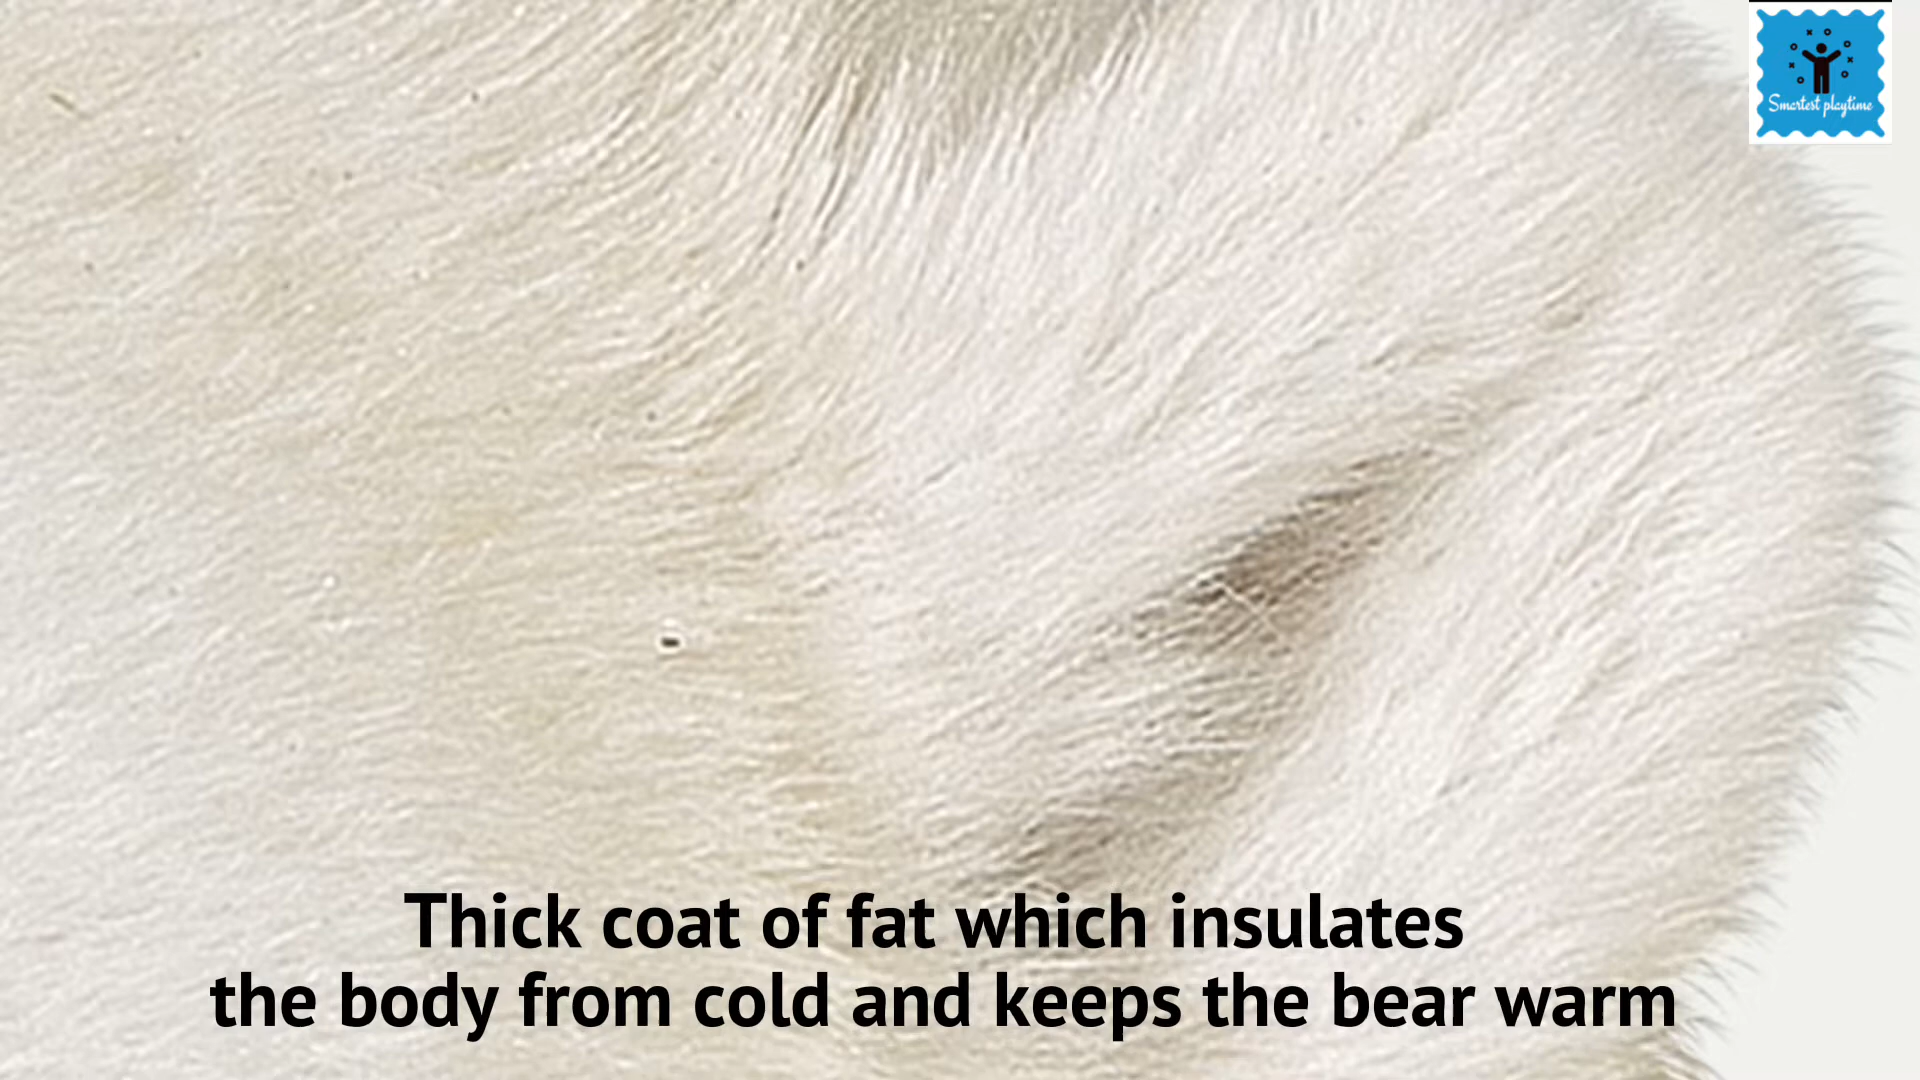 Smartest playtime
Thick coat of fat which insulates
the body from cold and keeps the bear warm